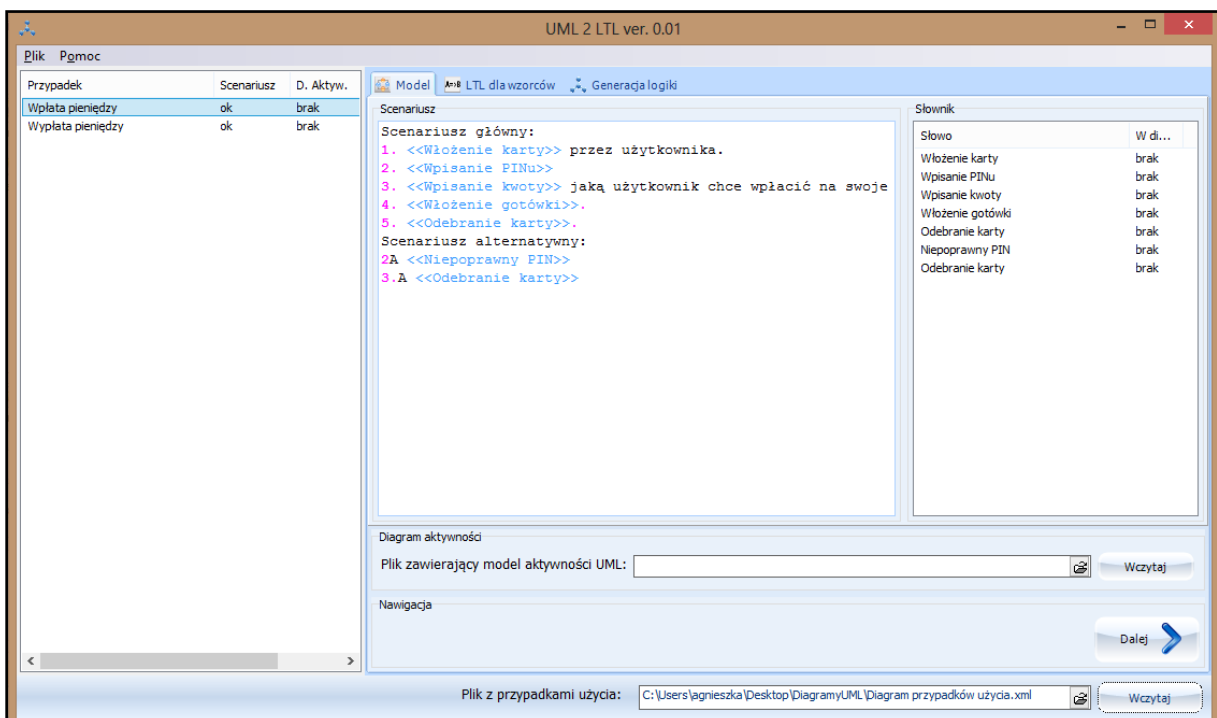 UML 2 LTL ver. 0.01
Plik Pomoc
Przypadek Scenariusz D. Aktyw.
Wpłata pieniędzy ok brak
Wypłata pieniędzy ok brak
Model A=>B LTL dla wzorców Generacja logiki
Scenariusz
Scenariusz główny:
1. <<Włożenie karty>> przez użytkownika.
2. <<Wpisanie PINu>>
3. <<Wpisanie kwoty>> jaką użytkownik chce wpłacić na swoje
4. <<Włożenie gotówki>>.
5. <<Odebranie karty>>.
Scenariusz alternatywny:
2A <<Niepoprawny PIN>>
3.A <<Odebranie karty>>
Słownik
Słowo W di...
Włożenie karty brak
Wpisanie PINu brak
Wpisanie kwoty brak
Włożenie gotówki brak
Odebranie karty brak
Niepoprawny PIN brak
Odebranie karty brak
Diagram aktywności
Plik zawierający model aktywności UML: Wczytaj
Nawigacja
Dalej
Plik z przypadkami użycia: C:\Users\agnieszka\Desktop\DiagramyUML\Diagram przypadków użycia.xml Wczytaj